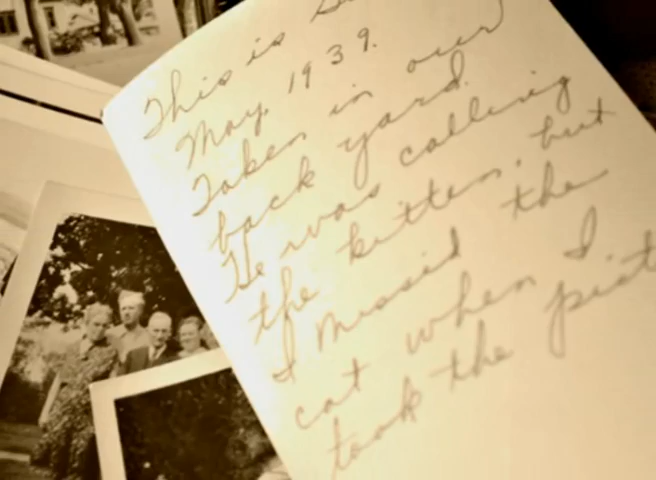 This is
May, 1939.
Taken in our
back yard.
He was calling
the kitten, but
I missed the
cat when I
took the